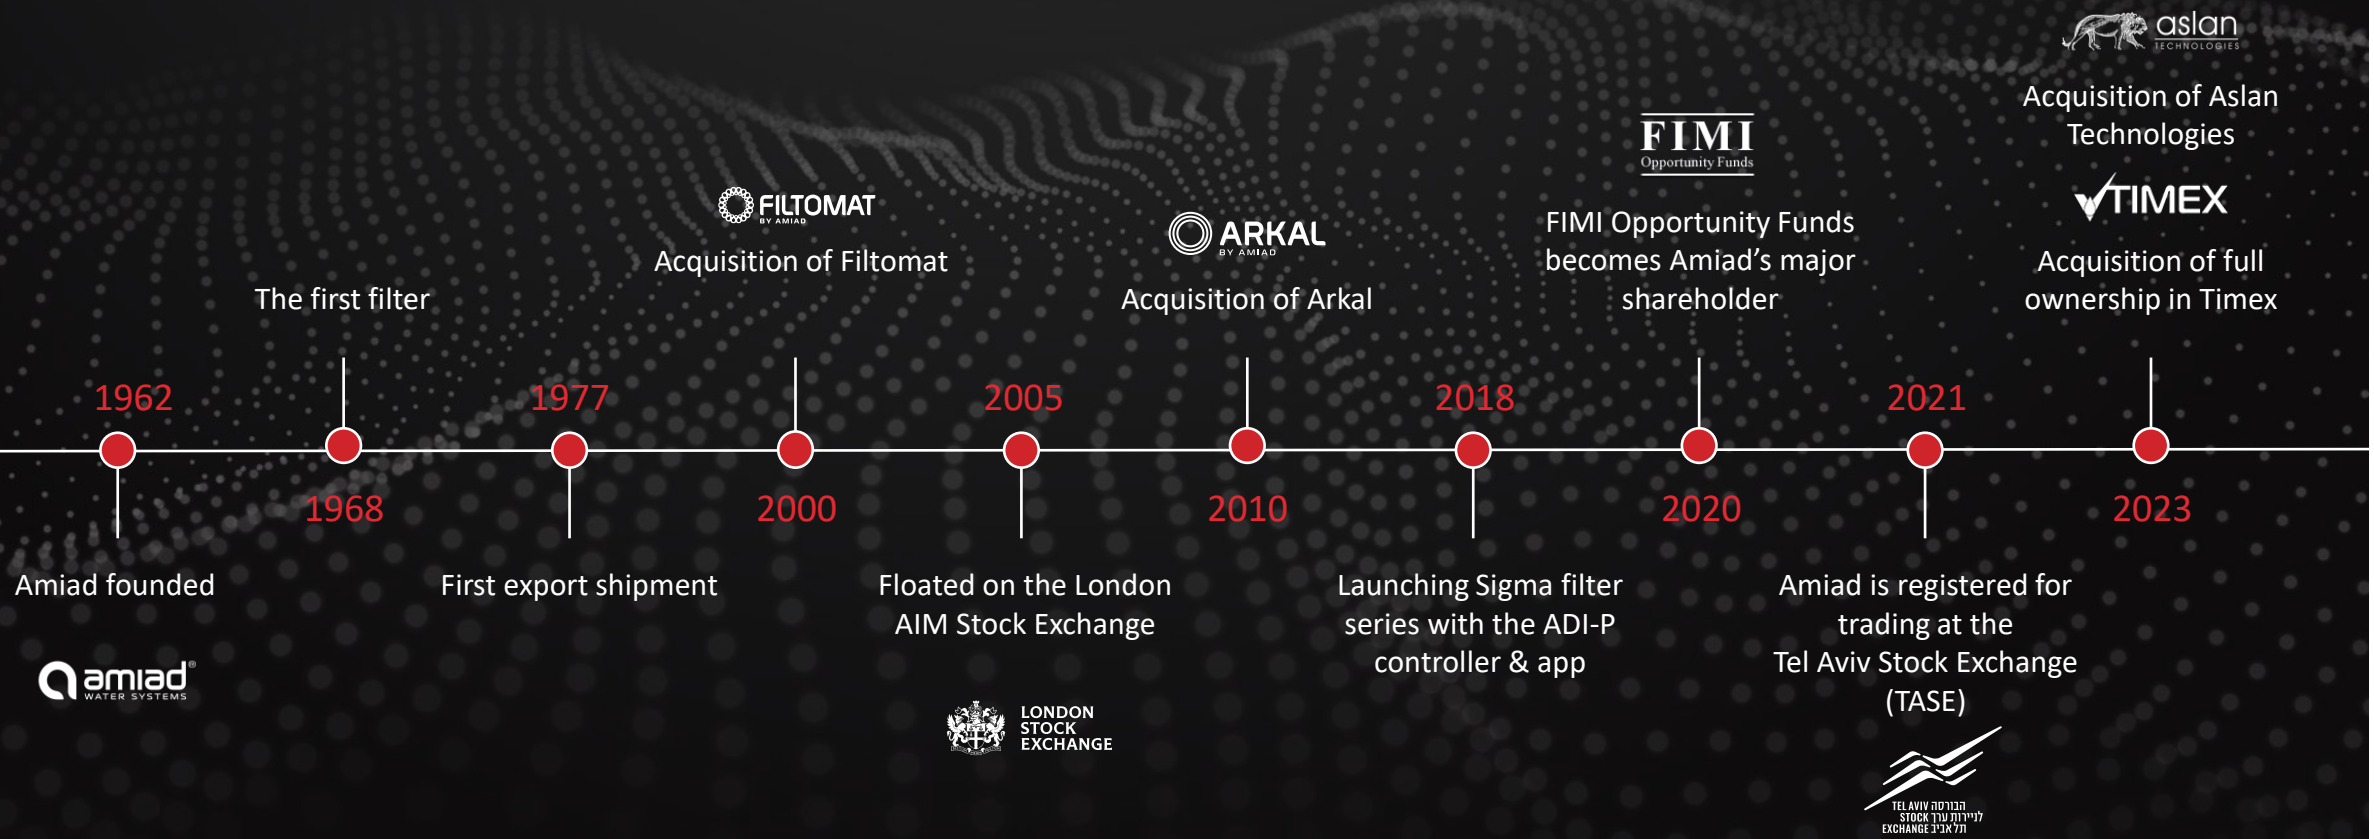 1962
Amiad founded
amiad®
WATER SYSTEMS
The first filter
1968
1977
First export shipment
FILTOMAT
BY AMIAD
Acquisition of Filtomat
2000
2005
Floated on the London
AIM Stock Exchange
LONDON
STOCK
EXCHANGE
ARKAL
BY AMIAD
Acquisition of Arkal
2010
2018
Launching Sigma filter
series with the ADI-P
controller & app
FIMI
Opportunity Funds
FIMI Opportunity Funds
becomes Amiad’s major
shareholder
2020
2021
Amiad is registered for
trading at the
Tel Aviv Stock Exchange
(TASE)
TEL AVIV הבורסה
STOCK לניירות ערך
EXCHANGE תל אביב
aslan
TECHNOLOGIES
Acquisition of Aslan
Technologies
TIMEX
Acquisition of full
ownership in Timex
2023